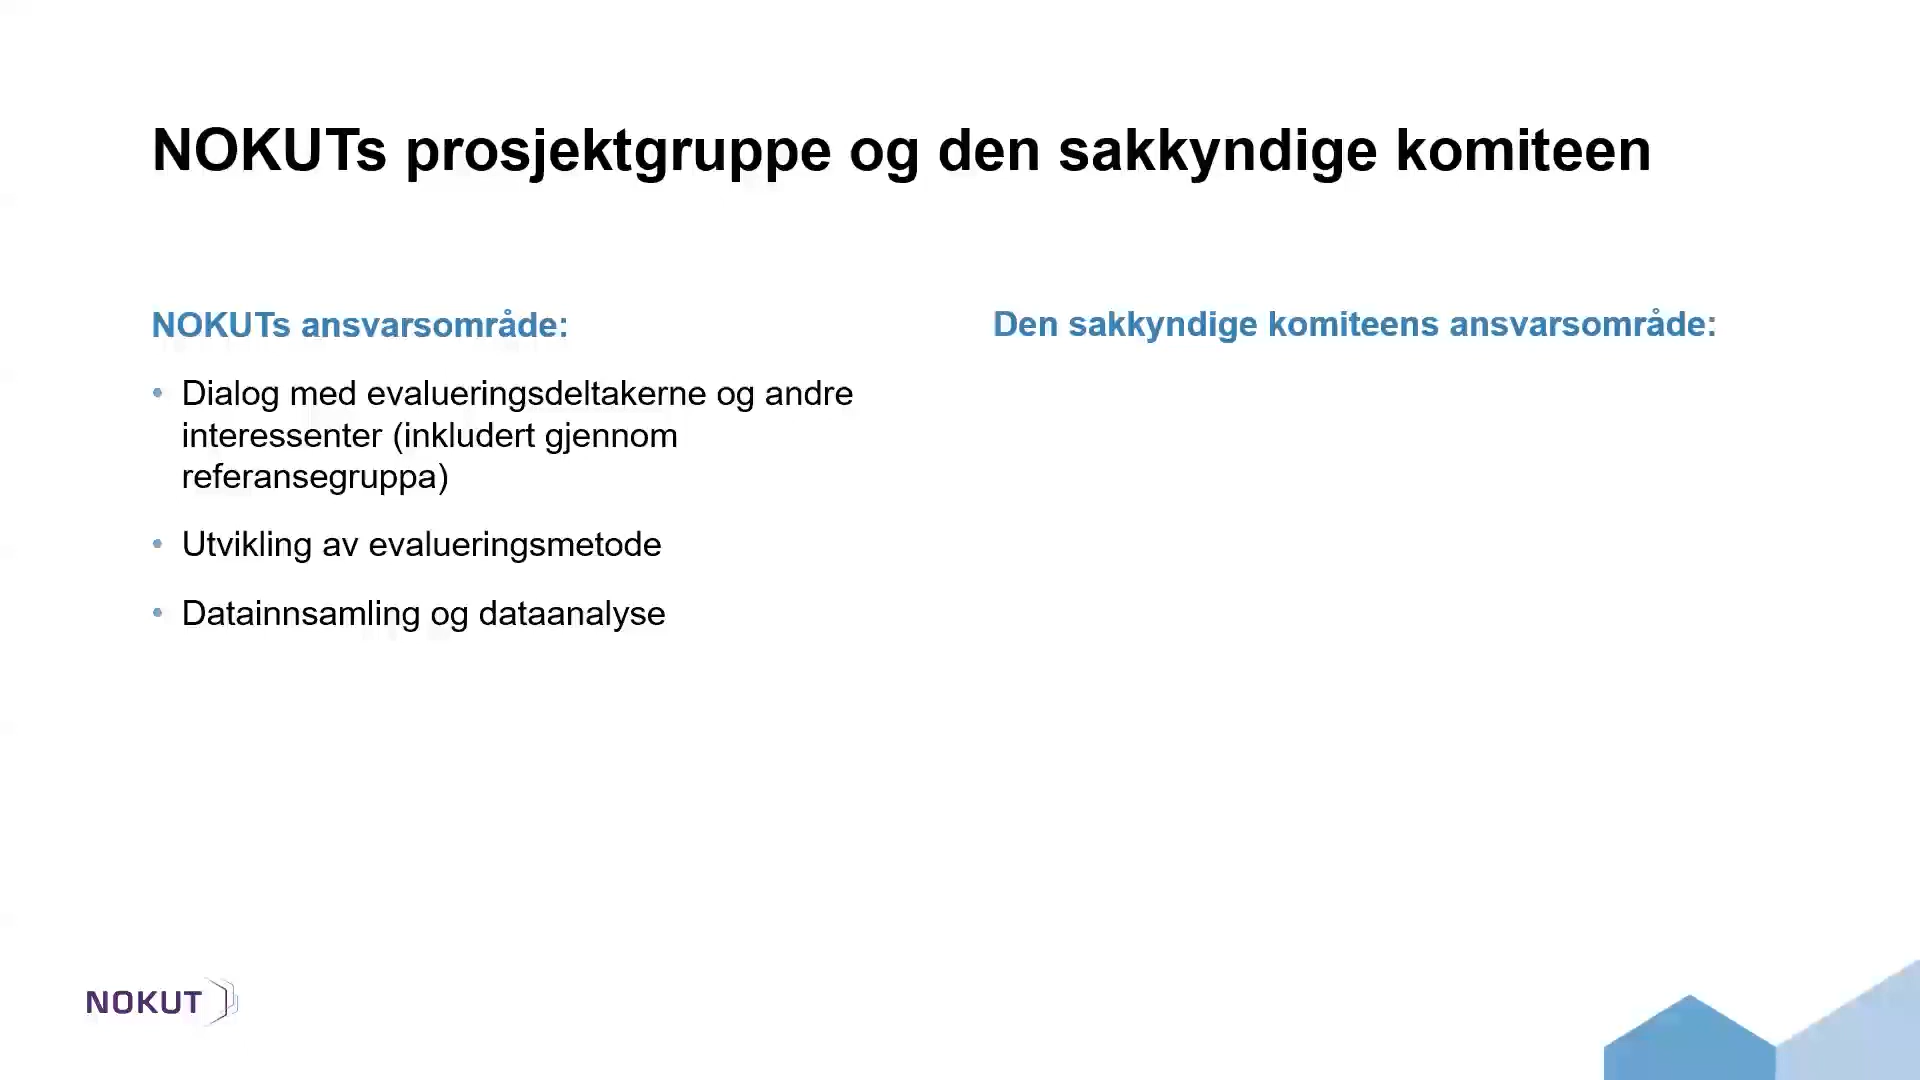 NOKUTs prosjektgruppe og den sakkyndige komiteen
NOKUTs ansvarsområde:
• Dialog med evalueringsdeltakerne og andre
interessenter (inkludert gjennom
referansegruppa)
• Utvikling av evalueringsmetode
• Datainnsamling og dataanalyse
Den sakkyndige komiteens ansvarsområde:
NOKUT